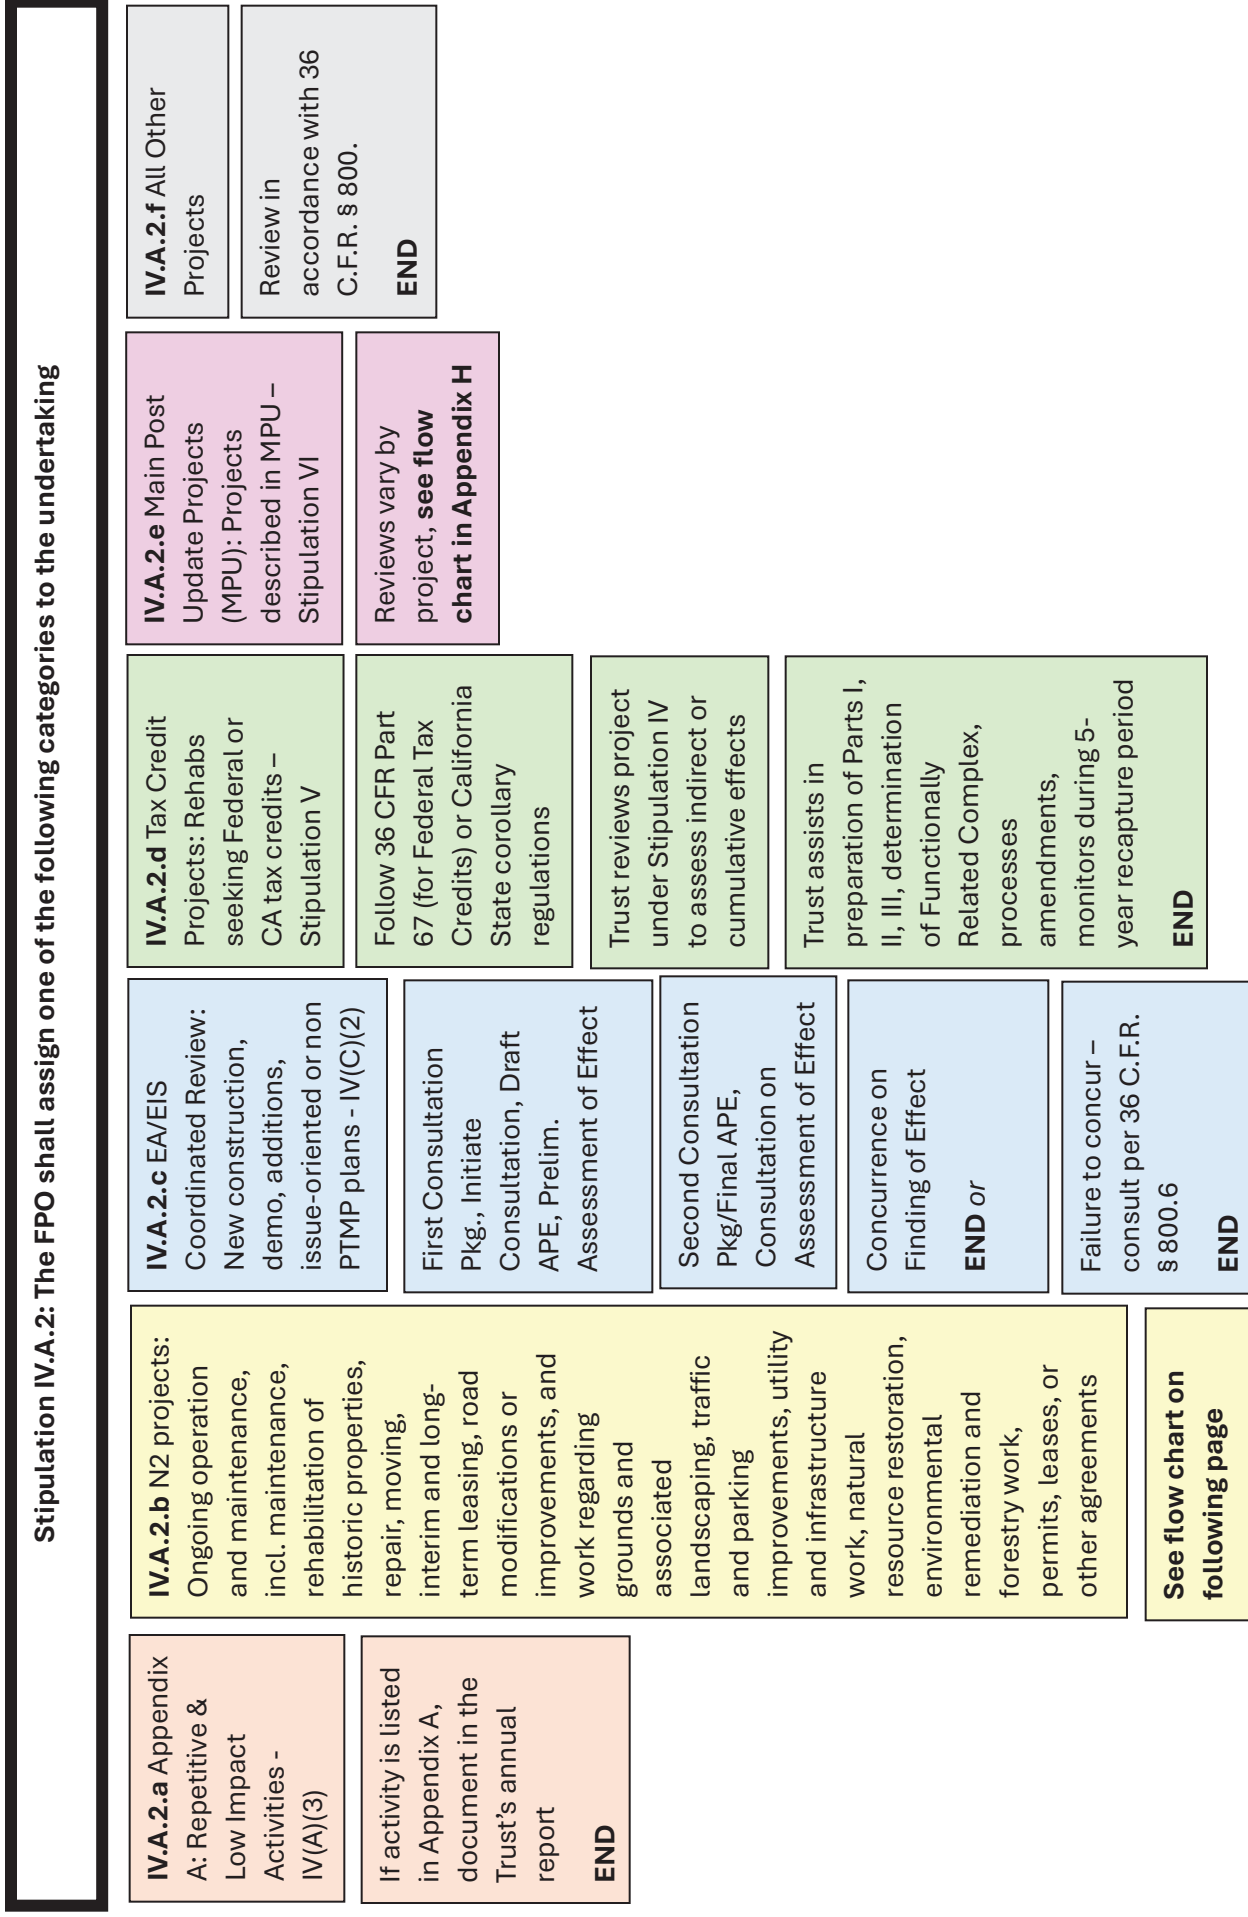 Stipulation IV.A.2: The FPO shall assign one of the following categories to the undertaking
IV.A.2.a Appendix
A: Repetitive &
Low Impact
Activities -
IV(A)(3)
If activity is listed
in Appendix A,
document in the
Trust's annual
report
END
IV.A.2.b N2 projects:
Ongoing operation
and maintenance,
incl. maintenance,
rehabilitation of
historic properties,
repair, moving,
interim and long-
term leasing, road
modifications or
improvements, and
work regarding
grounds and
associated
landscaping, traffic
and parking
improvements, utility
and infrastructure
work, natural
resource restoration,
environmental
remediation and
forestry work,
permits, leases, or
other agreements
See flow chart on
following page
IV.A.2.c EA/EIS
Coordinated Review:
New construction,
demo, additions,
issue-oriented or non
PTMP plans - IV(C)(2)
First Consultation
Pkg., Initiate
Consultation, Draft
APE, Prelim.
Assessment of Effect
Second Consultation
Pkg/Final APE,
Consultation on
Assessment of Effect
Concurrence on
Finding of Effect
END or
Failure to concur –
consult per 36 C.F.R.
§ 800.6
END
IV.A.2.d Tax Credit
Projects: Rehabs
seeking Federal or
CA tax credits –
Stipulation V
Follow 36 CFR Part
67 (for Federal Tax
Credits) or California
State corollary
regulations
Trust reviews project
under Stipulation IV
to assess indirect or
cumulative effects
Trust assists in
preparation of Parts I,
II, III, determination
of Functionally
Related Complex,
processes
amendments,
monitors during 5-
year recapture period
END
IV.A.2.e Main Post
Update Projects
(MPU): Projects
described in MPU –
Stipulation VI
Reviews vary by
project, see flow
chart in Appendix H
IV.A.2.f All Other
Projects
Review in
accordance with 36
C.F.R. § 800.
END